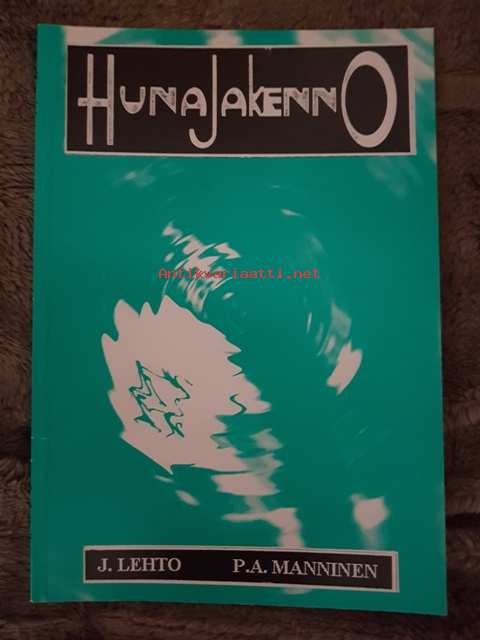 HUNAJAKENNO
Antikvariaatti.net
J. LEHTO P.A. MANNINEN